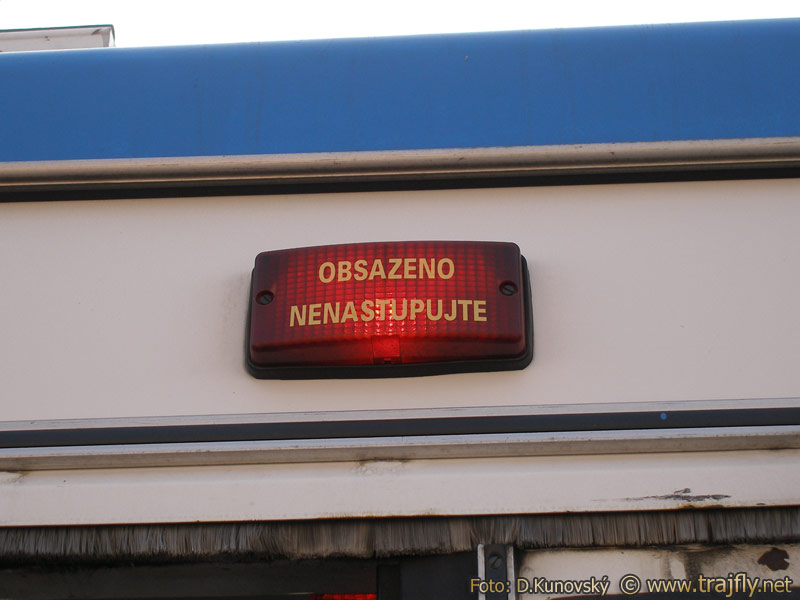 OBSAZENO
NENASTUPUJTE
Foto: D.Kunovský © www.trajfly.net